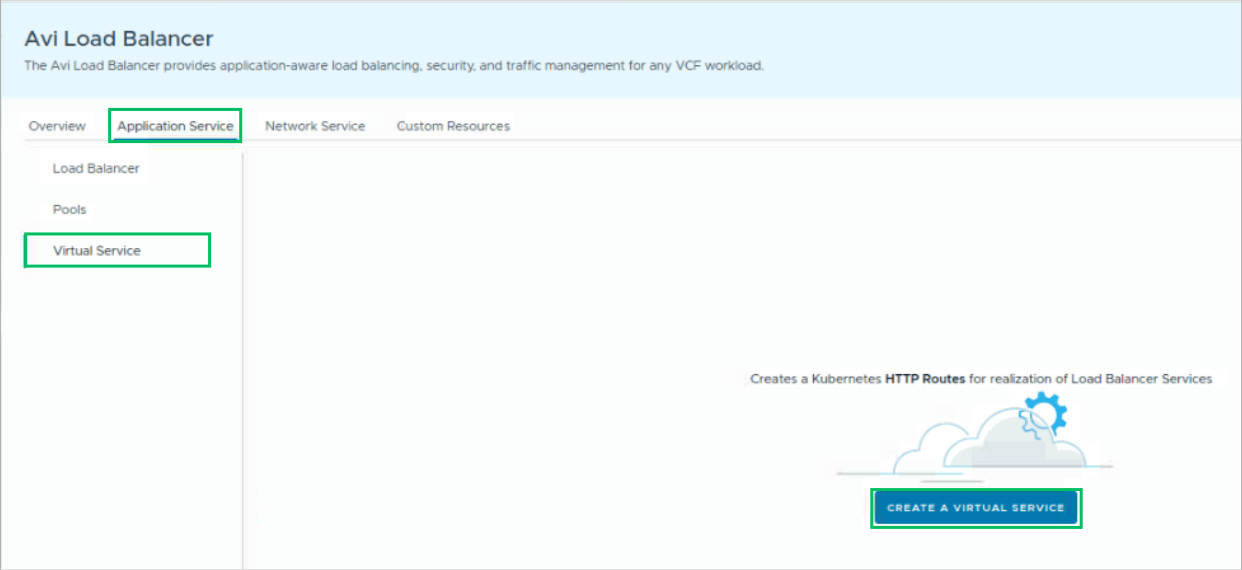 Avi Load Balancer
The Avi Load Balancer provides application-aware load balancing, security, and traffic management for any VCF workload.
Overview Application Service Network Service Custom Resources
Load Balancer
Pools
Virtual Service
Creates a Kubernetes HTTP Routes for realization of Load Balancer Services
CREATE A VIRTUAL SERVICE